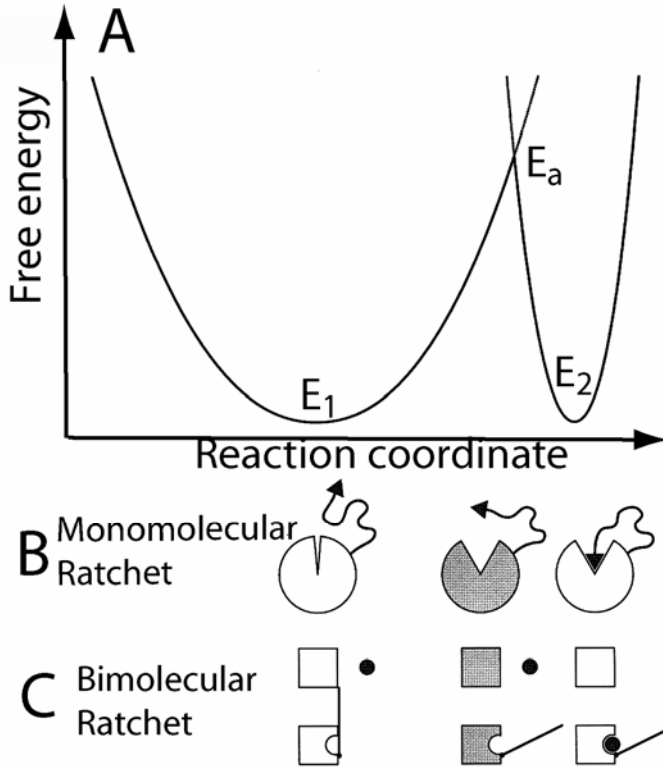 A
Free energy
E₁
Eₐ
E₂
Reaction coordinate
B Monomolecular
Ratchet
C Bimolecular
Ratchet